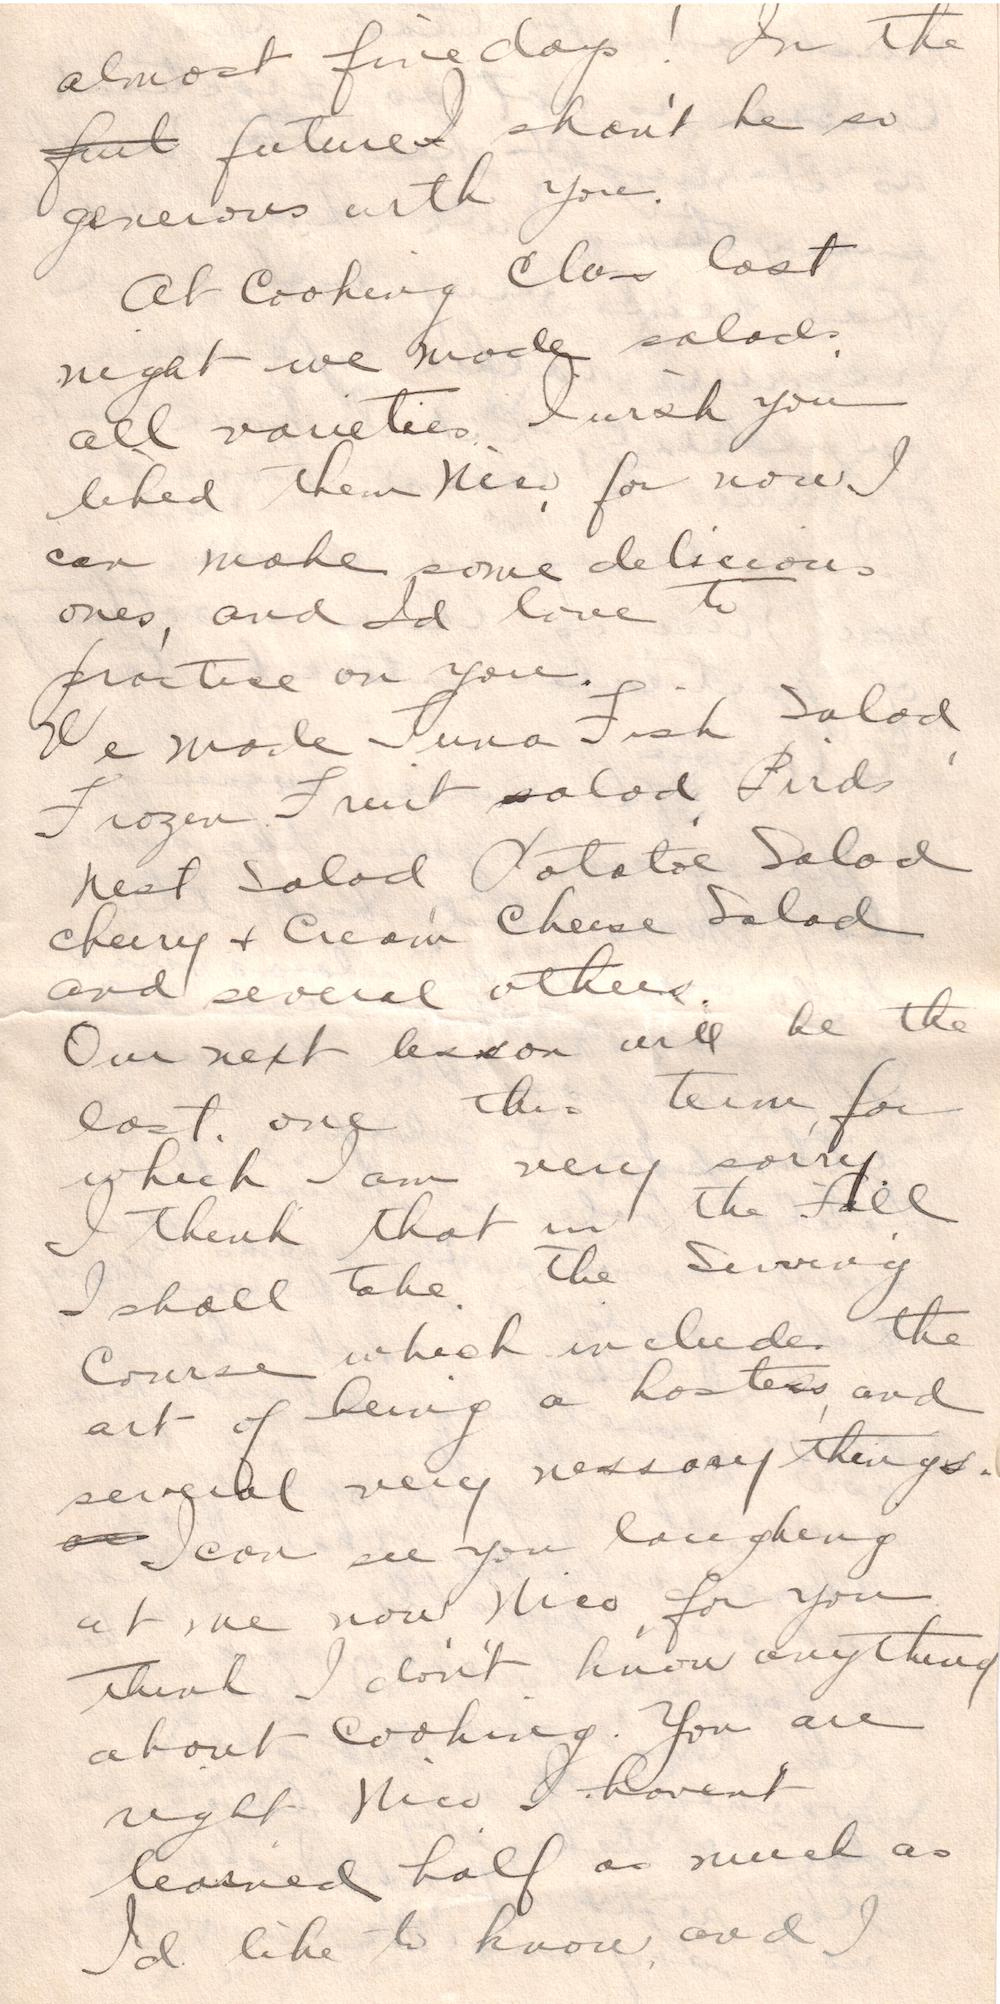 almost five days! In the
fut future I shan't be so
generous with you.
At Cooking Class last
night we made salads.
all varieties. I wish you
liked them Nico, for now I
can make some delicious
ones, and I'd love to
practice on you.
We made Tuna Fish Salad,
Frozen Fruit salad, Birds
Nest Salad Potatoe Salad
Cherry + Cream Cheese Salad
and several others.
Our next lesson will be the
last. one this term, for
which I am very sorry.
I think that in the Fall
I shall take the Serving
Course which includes the
art of being a hostess, and
several very nessasary things.
I can see you laughing
at me now Nico, for you
think I don't know anything
about Cooking. You are
right Nico I haven't
learned half as much as
I'd like to know, and I